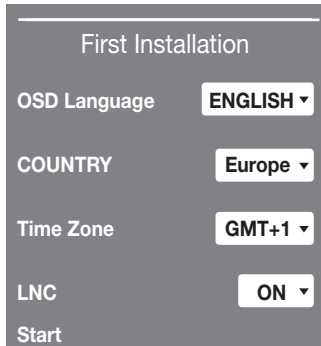 First Installation
OSD Language ENGLISH
COUNTRY Europe
Time Zone GMT+1
LNC ON
Start